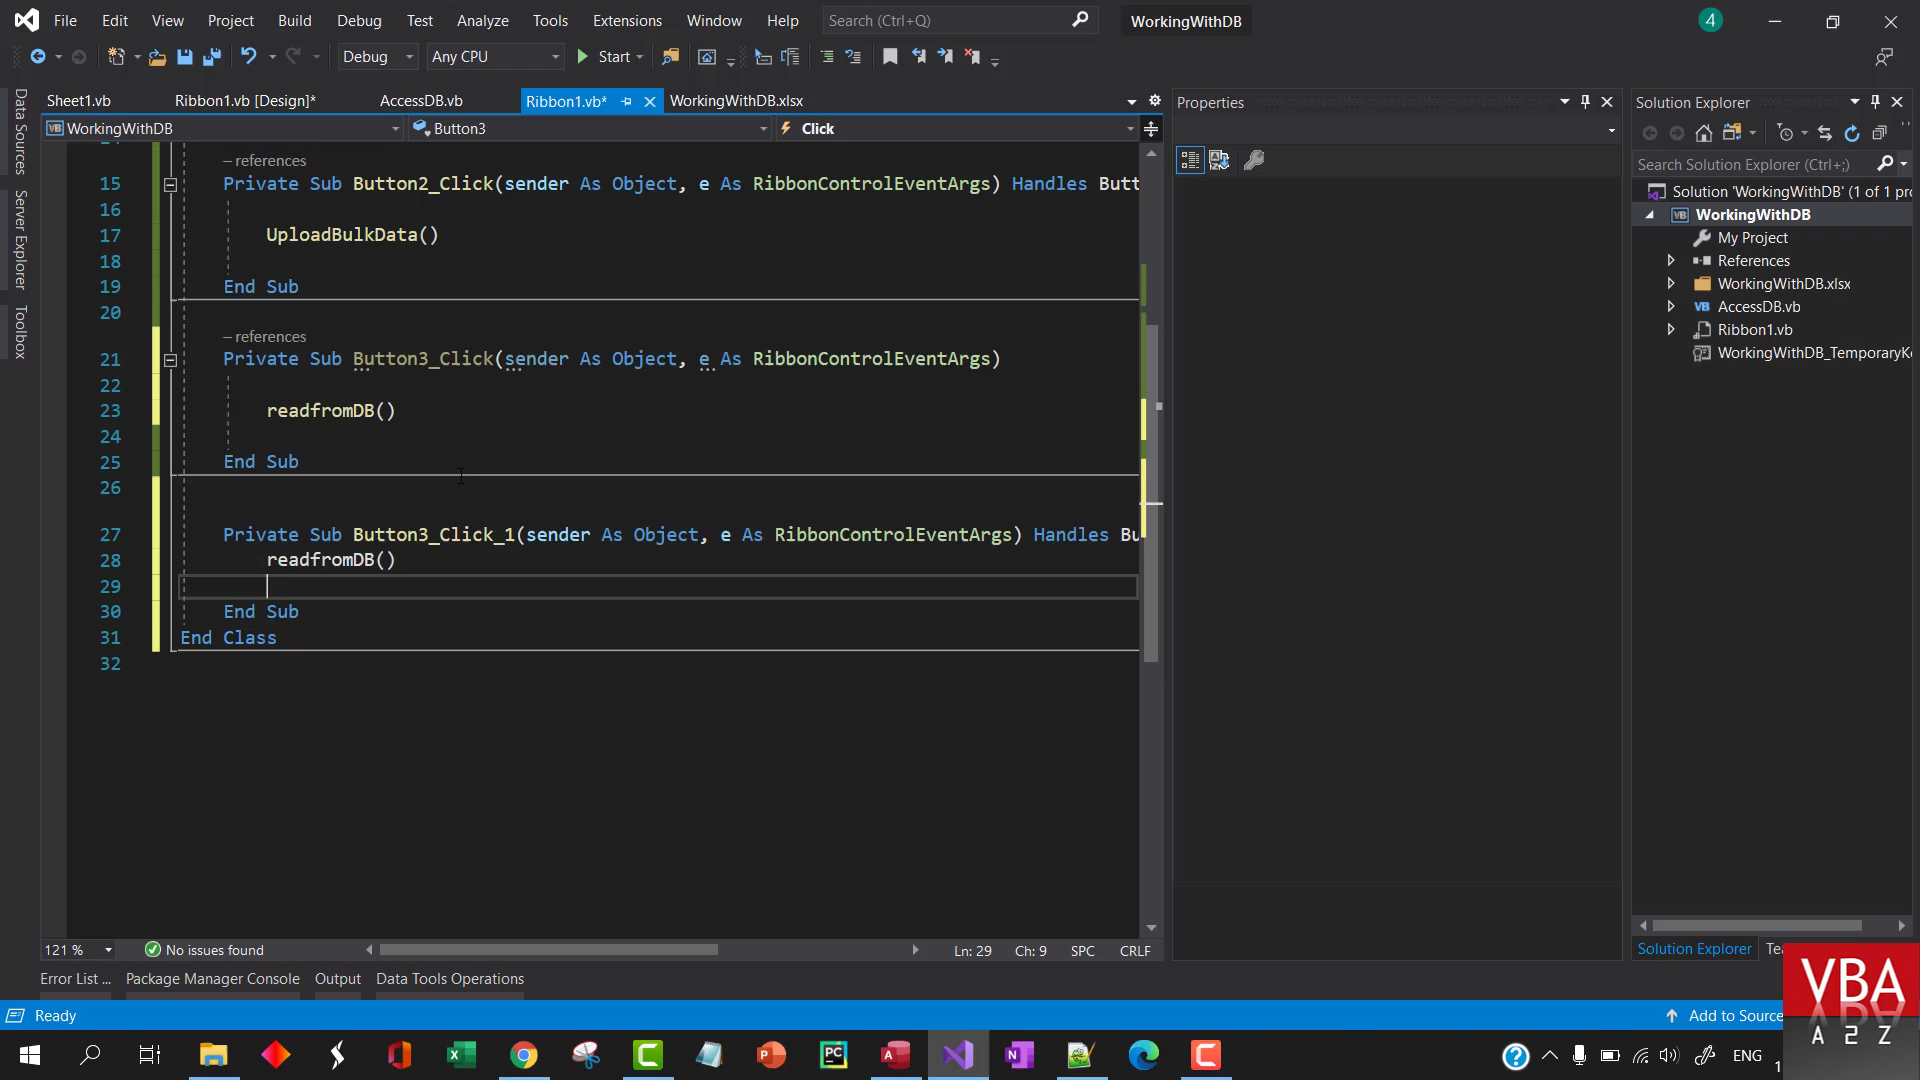 File Edit View Project Build Debug Test Analyze Tools Extensions Window Help Search (Ctrl+Q) WorkingWithDB 4
Debug Any CPU Start
Sheet1.vb Ribbon1.vb [Design]* AccessDB.vb Ribbon1.vb* WorkingWithDB.xlsx
WorkingWithDB Button3 Click
Data Sources
Server Explorer
Toolbox
– references
15 Private Sub Button2_Click(sender As Object, e As RibbonControlEventArgs) Handles Butt
16
17 UploadBulkData()
18
19 End Sub
20
– references
21 Private Sub Button3_Click(sender As Object, e As RibbonControlEventArgs)
22
23 readfromDB()
24
25 End Sub
26
27 Private Sub Button3_Click_1(sender As Object, e As RibbonControlEventArgs) Handles Bu
28 readfromDB()
29
30 End Sub
31 End Class
32
121 % No issues found Ln: 29 Ch: 9 SPC CRLF
Error List ... Package Manager Console Output Data Tools Operations
Properties
Solution Explorer
Search Solution Explorer (Ctrl+;)
Solution 'WorkingWithDB' (1 of 1 pro
WorkingWithDB
My Project
References
WorkingWithDB.xlsx
AccessDB.vb
Ribbon1.vb
WorkingWithDB_TemporaryKe
Solution Explorer Tea
Ready Add to Source
VBA
A 2 Z
ENG